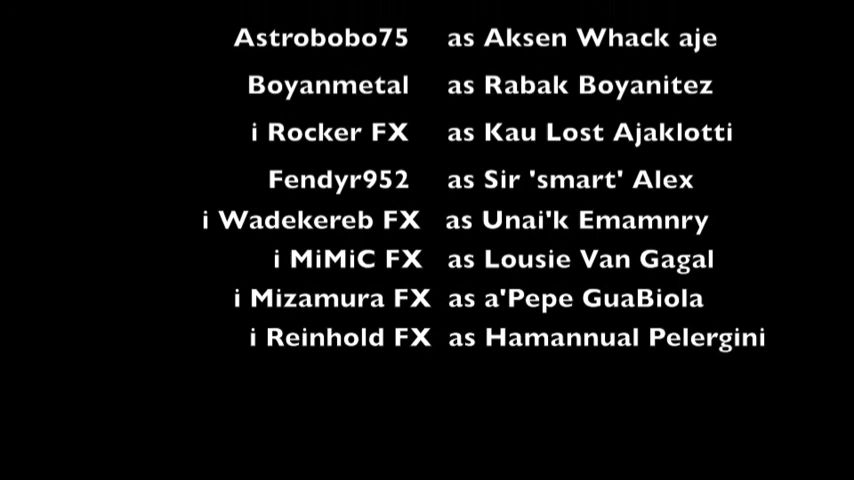 Astrobobo75 as Aksen Whack aje
Boyanmetal as Rabak Boyanitez
i Rocker FX as Kau Lost Ajaklotti
Fendyr952 as Sir 'smart' Alex
i Wadekereb FX as Unai'k Emamnry
i MiMiC FX as Lousie Van Gagal
i Mizamura FX as a'Pepe GuaBiola
i Reinhold FX as Hamannual Pelergini